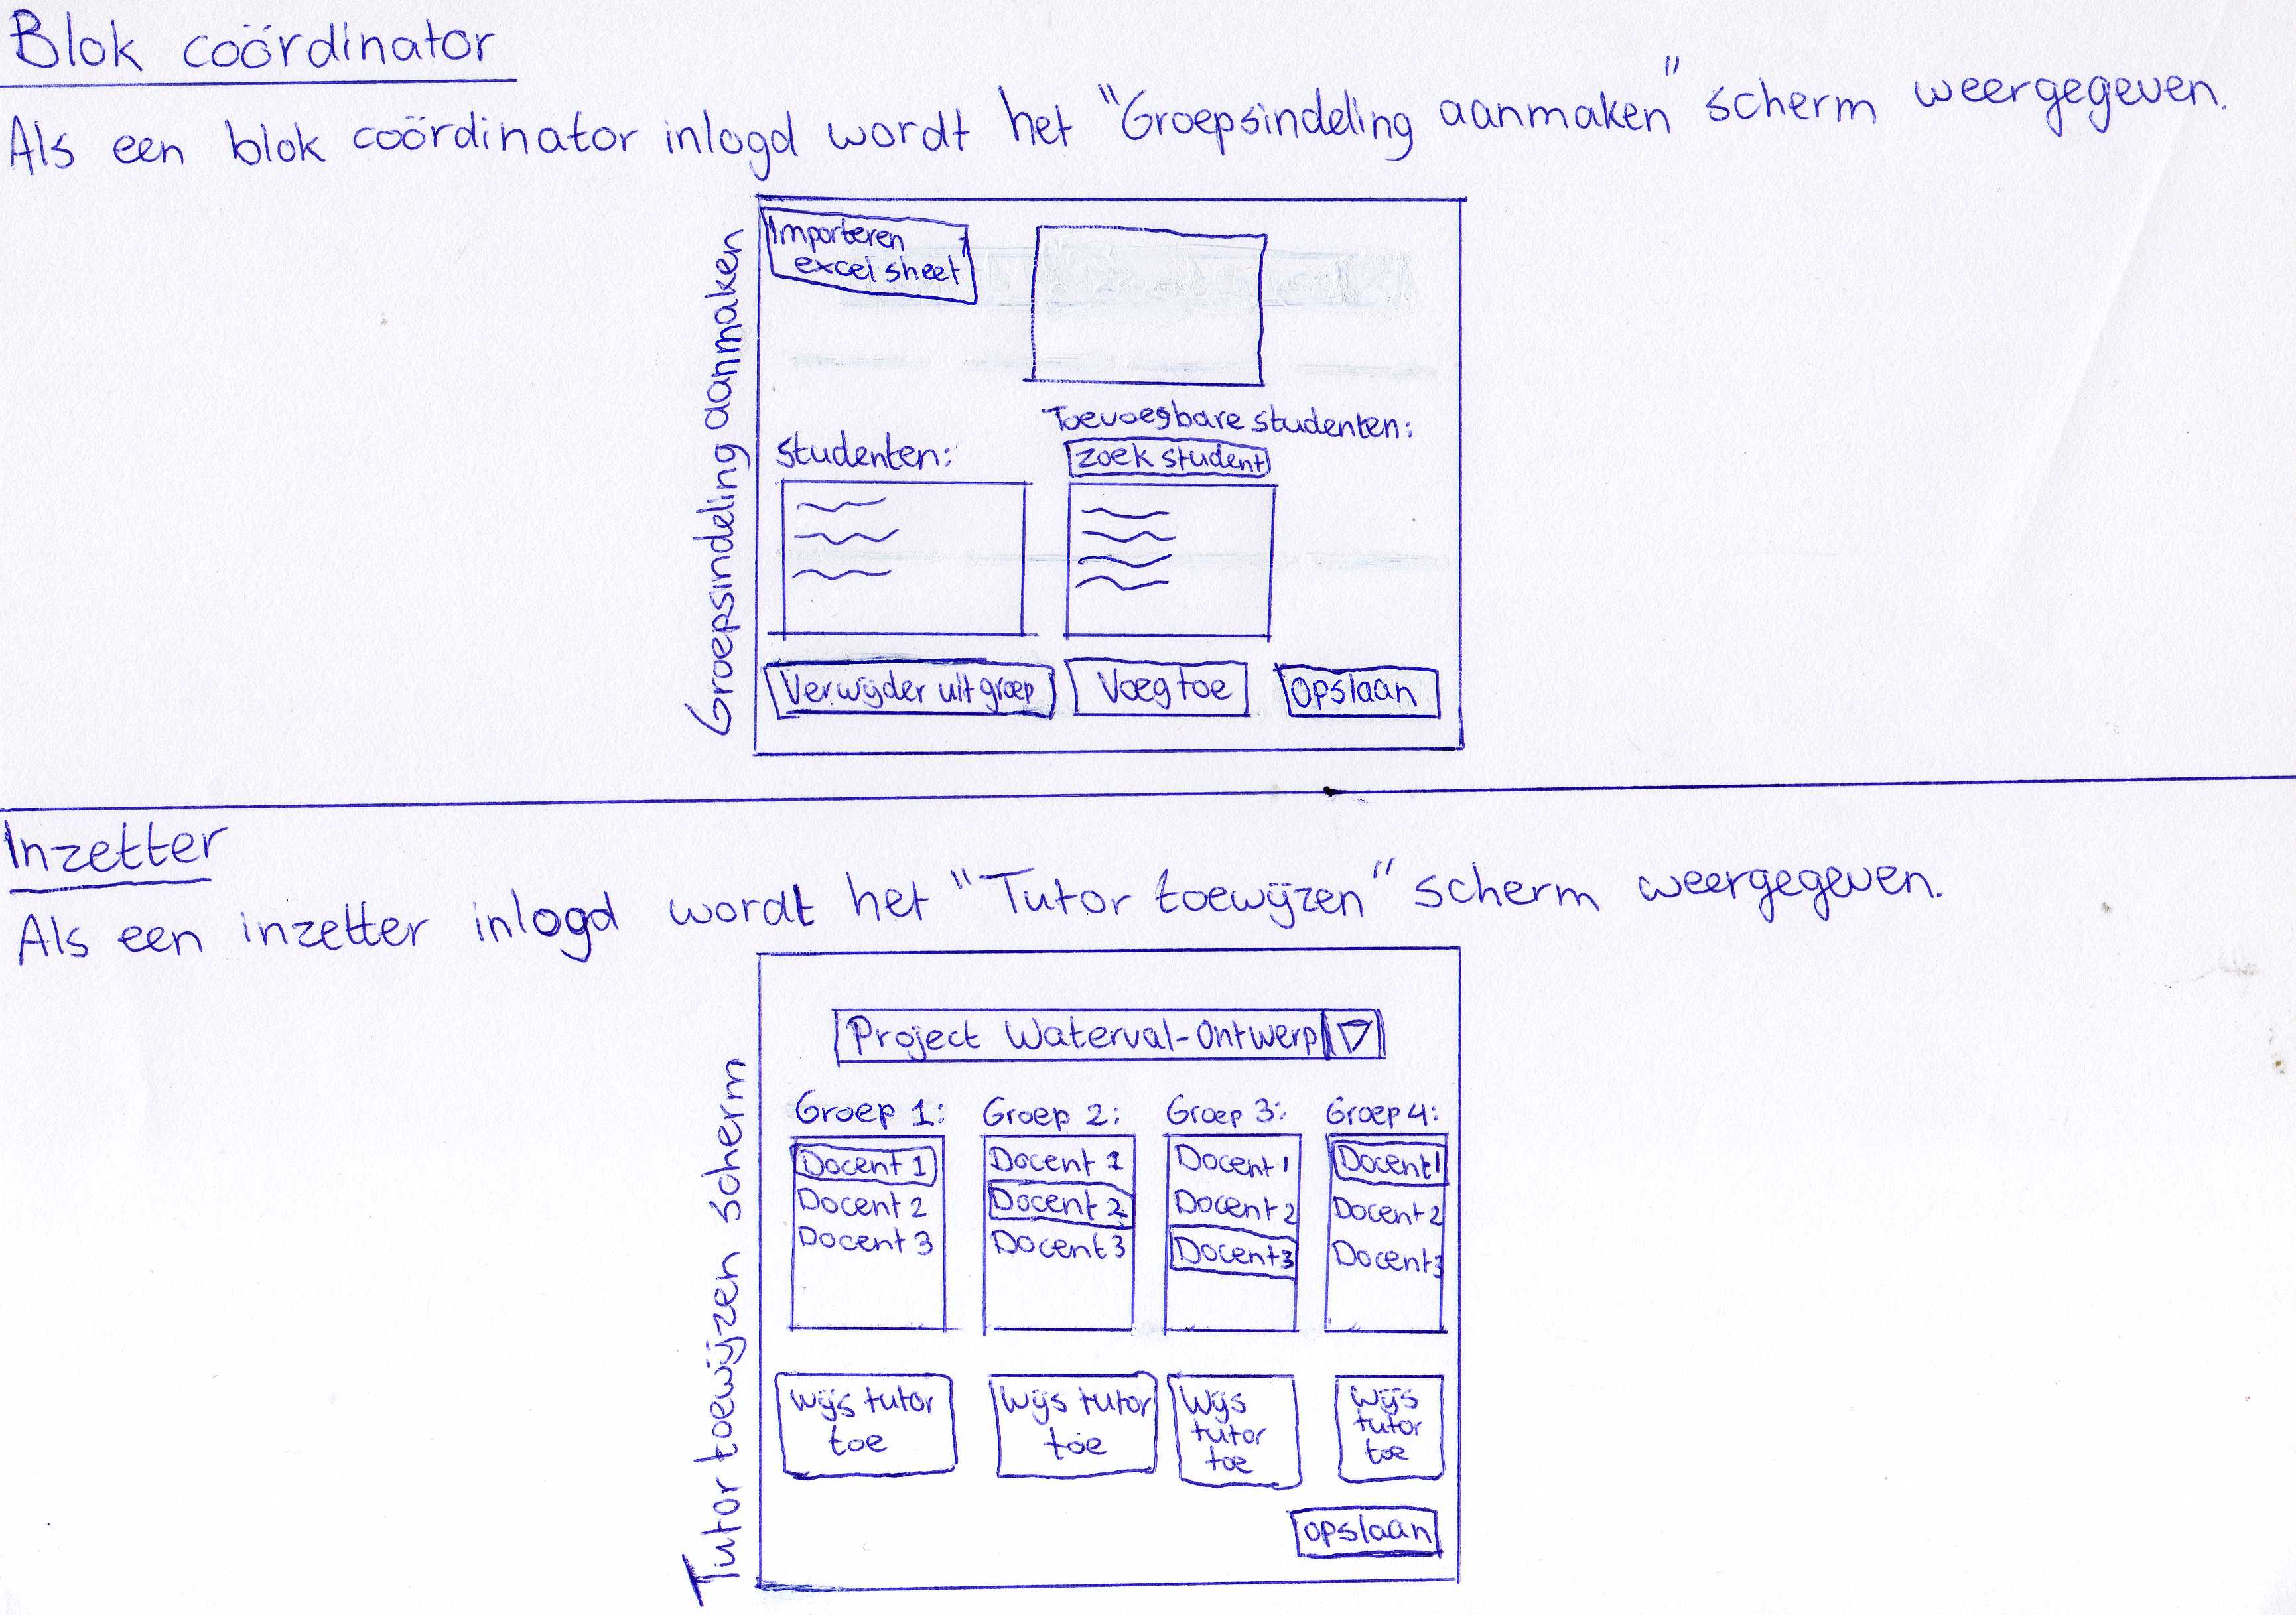 Blok coördinator
Als een blok coördinator inlogd wordt het "Groepsindeling aanmaken" scherm weergegeven.
Groepsindeling aanmaken
Importeren
excel sheet
Toevoegbare studenten:
Studenten:
zoek student
Verwijder uit groep
Voeg toe
Opslaan
Inzetter
Als een inzetter inlogd wordt het "Tutor toewijzen" scherm weergegeven.
Tutor toewijzen scherm
Project Waterval-Ontwerp
Groep 1: Groep 2: Groep 3: Groep 4:
Docent 1 Docent 1 Docent 1 Docent 1
Docent 2 Docent 2 Docent 2 Docent 2
Docent 3 Docent 3 Docent 3 Docent 3
Wijs tutor toe
Wijs tutor toe
Wijs tutor toe
Wijs tutor toe
opslaan